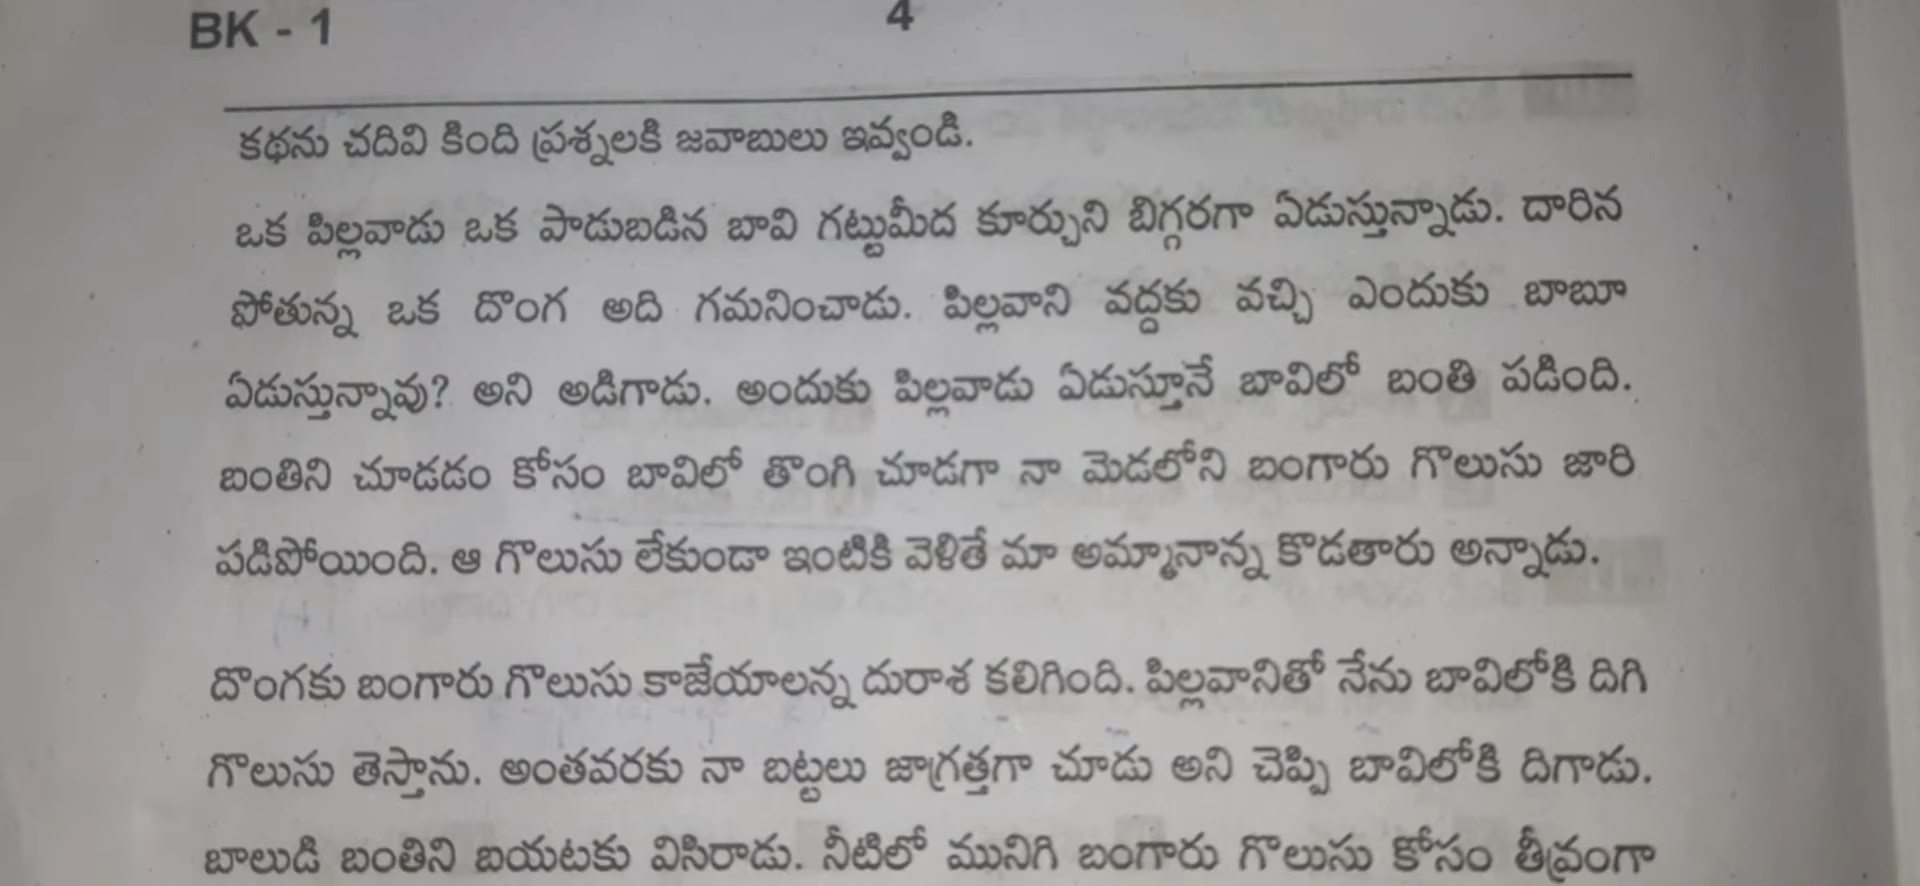 BK - 1
4
కథను చదివి కింది ప్రశ్నలకి జవాబులు ఇవ్వండి.
ఒక పిల్లవాడు ఒక పాడుబడిన బావి గట్టుమీద కూర్చుని బిగ్గరగా ఏడుస్తున్నాడు. దారిన
పోతున్న ఒక దొంగ అది గమనించాడు. పిల్లవాని వద్దకు వచ్చి ఎందుకు బాబూ
ఏడుస్తున్నావు? అని అడిగాడు. అందుకు పిల్లవాడు ఏడుస్తూనే బావిలో బంతి పడింది.
బంతిని చూడడం కోసం బావిలో తొంగి చూడగా నా మెడలోని బంగారు గొలుసు జారి
పడిపోయింది. ఆ గొలుసు లేకుండా ఇంటికి వెళితే మా అమ్మానాన్న కొడతారు అన్నాడు.
దొంగకు బంగారు గొలుసు కాజేయాలన్న దురాశ కలిగింది. పిల్లవానితో నేను బావిలోకి దిగి
గొలుసు తెస్తాను. అంతవరకు నా బట్టలు జాగ్రత్తగా చూడు అని చెప్పి బావిలోకి దిగాడు.
బాలుడి బంతిని బయటకు విసిరాడు. నీటిలో మునిగి బంగారు గొలుసు కోసం తీవ్రంగా